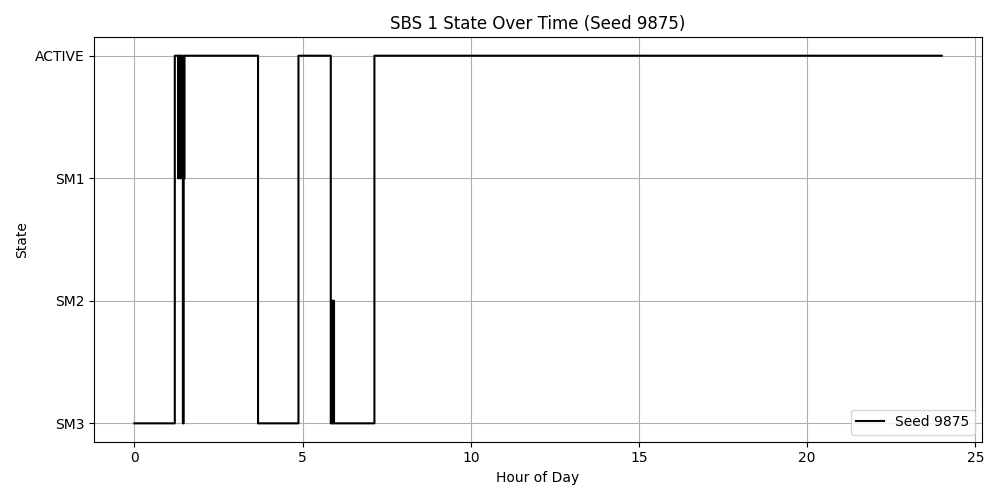 SBS 1 State Over Time (Seed 9875)
ACTIVE
SM1
SM2
SM3
State
0 5 10 15 20 25
Hour of Day
Seed 9875